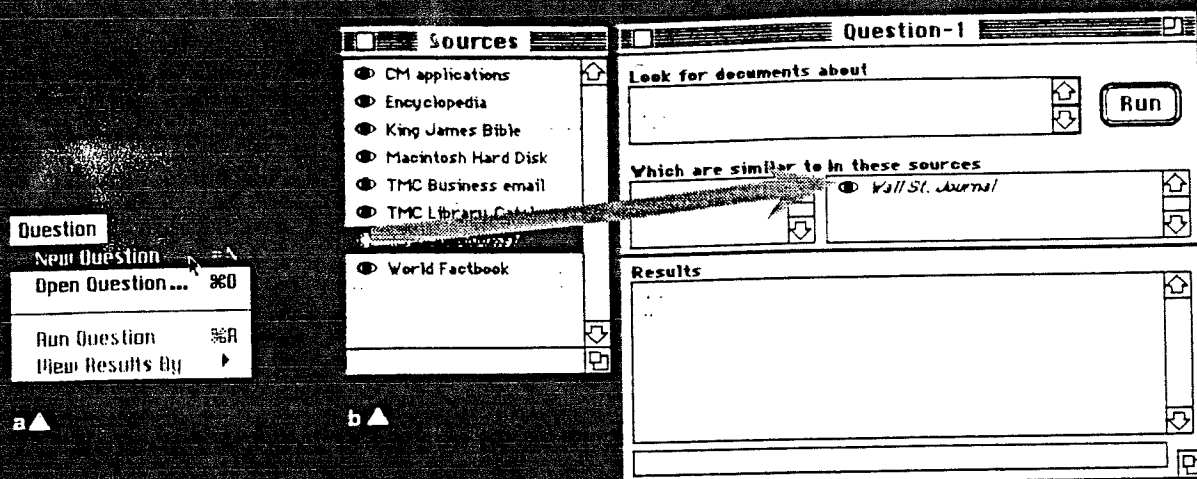 Question
New Question
Open Question... ⌘O
Run Question ⌘R
View Results By
a
Sources
CM applications
Encyclopedia
King James Bible
Macintosh Hard Disk
TMC Business email
TMC Library
World Factbook
b
Question-1
Look for documents about
Run
Which are similar to
In these sources
Wall St. Journal
Results